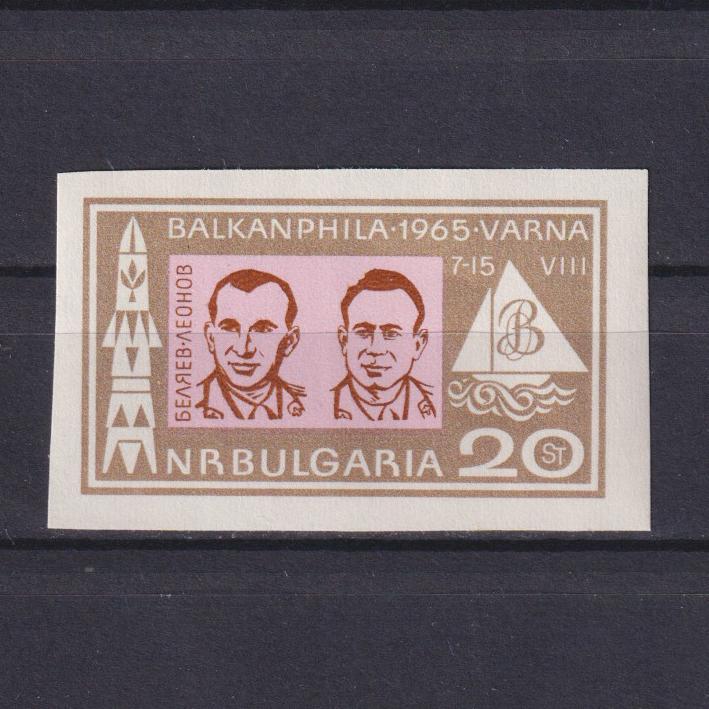 BALKANPHILA·1965·VARNA
7-15 VIII
БЕЛЯЕВ·ЛЕОНОВ
B
NRBULGARIA 20 ST